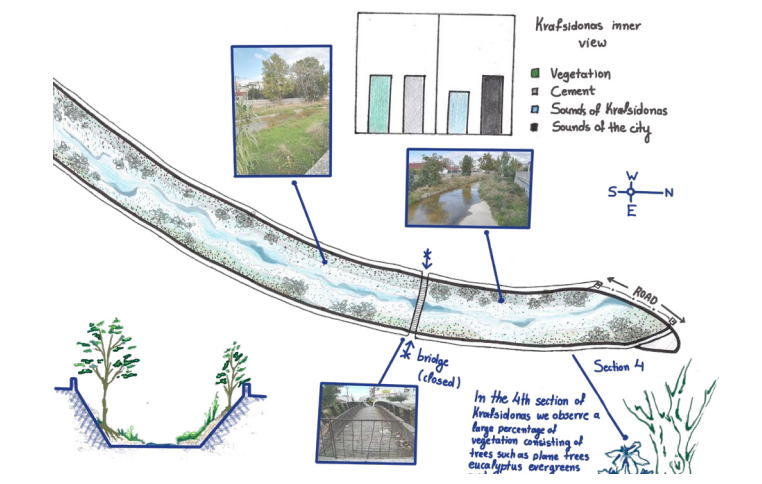 Krafsidonas inner
view
Vegetation
Cement
Sounds of Krafsidonas
Sounds of the city
W
S N
E
ROAD
bridge
(closed)
Section 4
In the 4th section of
Krafsidonas we observe a
large percentage of
vegetation consisting of
trees such as plane trees
eucalyptus evergreens